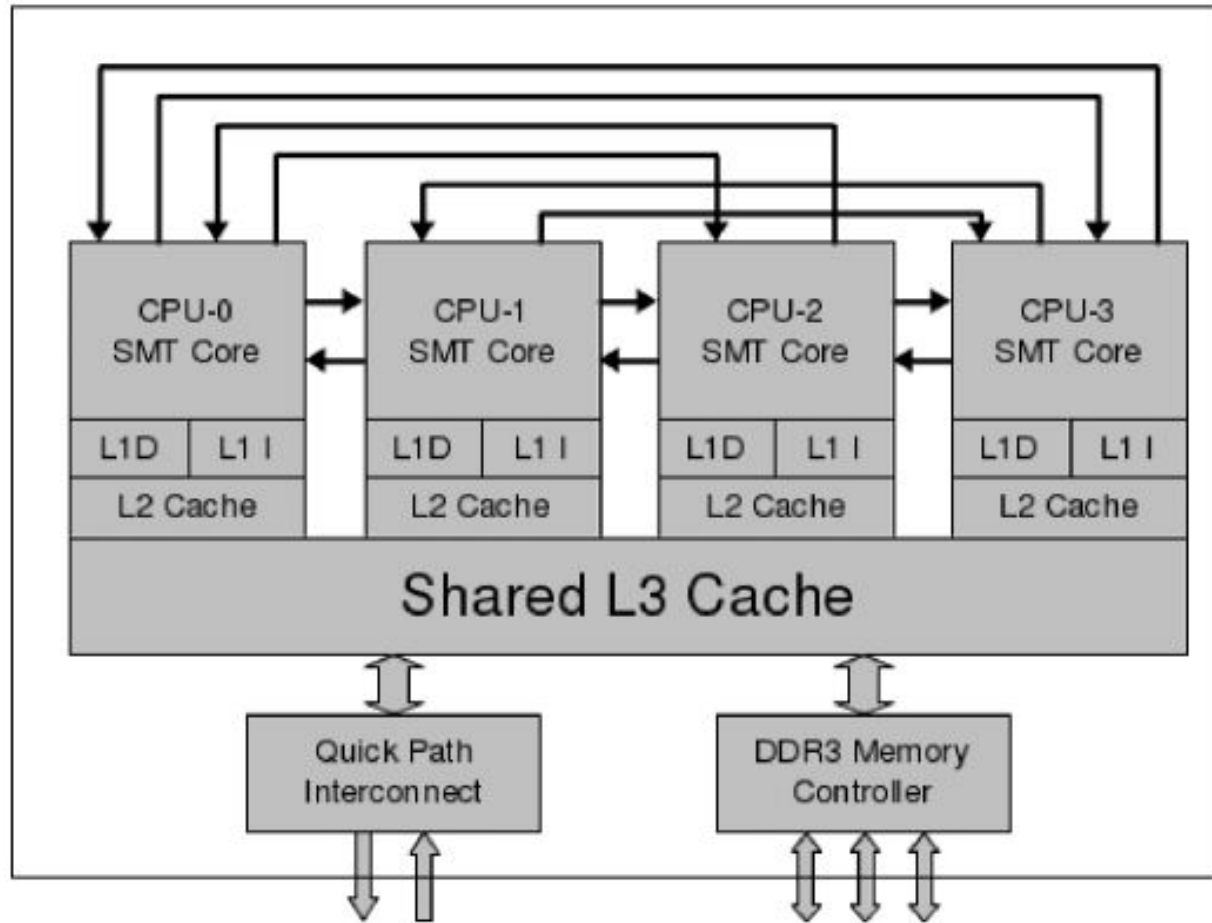 CPU-0
SMT Core
CPU-1
SMT Core
CPU-2
SMT Core
CPU-3
SMT Core
L1D
L1 I
L1D
L1 I
L1D
L1 I
L1D
L1 I
L2 Cache
L2 Cache
L2 Cache
L2 Cache
Shared L3 Cache
Quick Path
Interconnect
DDR3 Memory
Controller